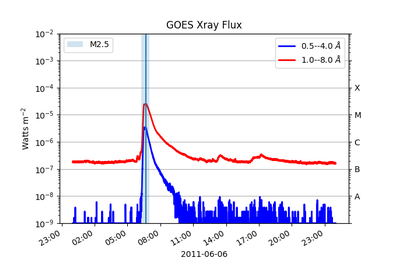 GOES Xray Flux
M2.5
0.5--4.0 Å
1.0--8.0 Å
Watts m⁻²
10⁻²
10⁻³
10⁻⁴
10⁻⁵
10⁻⁶
10⁻⁷
10⁻⁸
10⁻⁹
X
M
C
B
A
23:00 02:00 05:00 08:00 11:00 14:00 17:00 20:00 23:00
2011-06-06